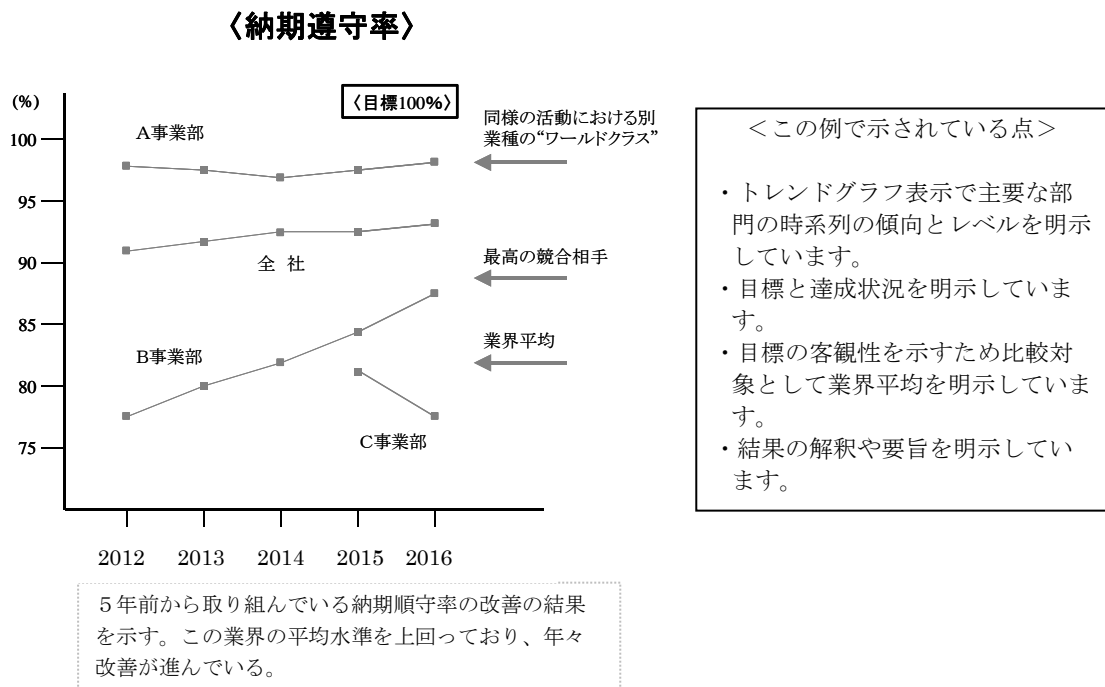 〈納期遵守率〉
(%)
〈目標100%〉
100
95
90
85
80
75
A事業部
全 社
B事業部
C事業部
同様の活動における別
業種の“ワールドクラス”
最高の競合相手
業界平均
2012 2013 2014 2015 2016
5年前から取り組んでいる納期順守率の改善の結果
を示す。この業界の平均水準を上回っており、年々
改善が進んでいる。
<この例で示されている点>
・トレンドグラフ表示で主要な部
門の時系列の傾向とレベルを明示
しています。
・目標と達成状況を明示していま
す。
・目標の客観性を示すため比較対
象として業界平均を明示していま
す。
・結果の解釈や要旨を明示してい
ます。